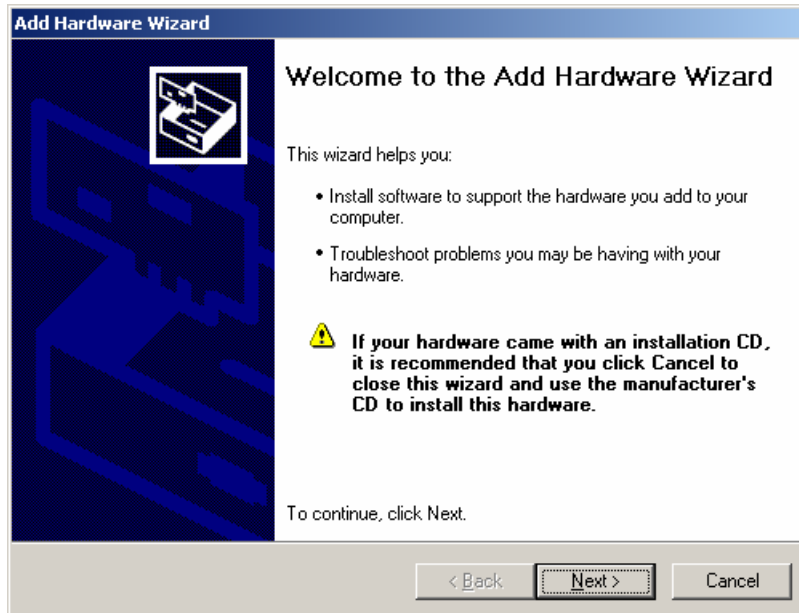 Add Hardware Wizard
Welcome to the Add Hardware Wizard
This wizard helps you:
• Install software to support the hardware you add to your
computer.
• Troubleshoot problems you may be having with your
hardware.
If your hardware came with an installation CD,
it is recommended that you click Cancel to
close this wizard and use the manufacturer's
CD to install this hardware.
To continue, click Next.
< Back Next > Cancel